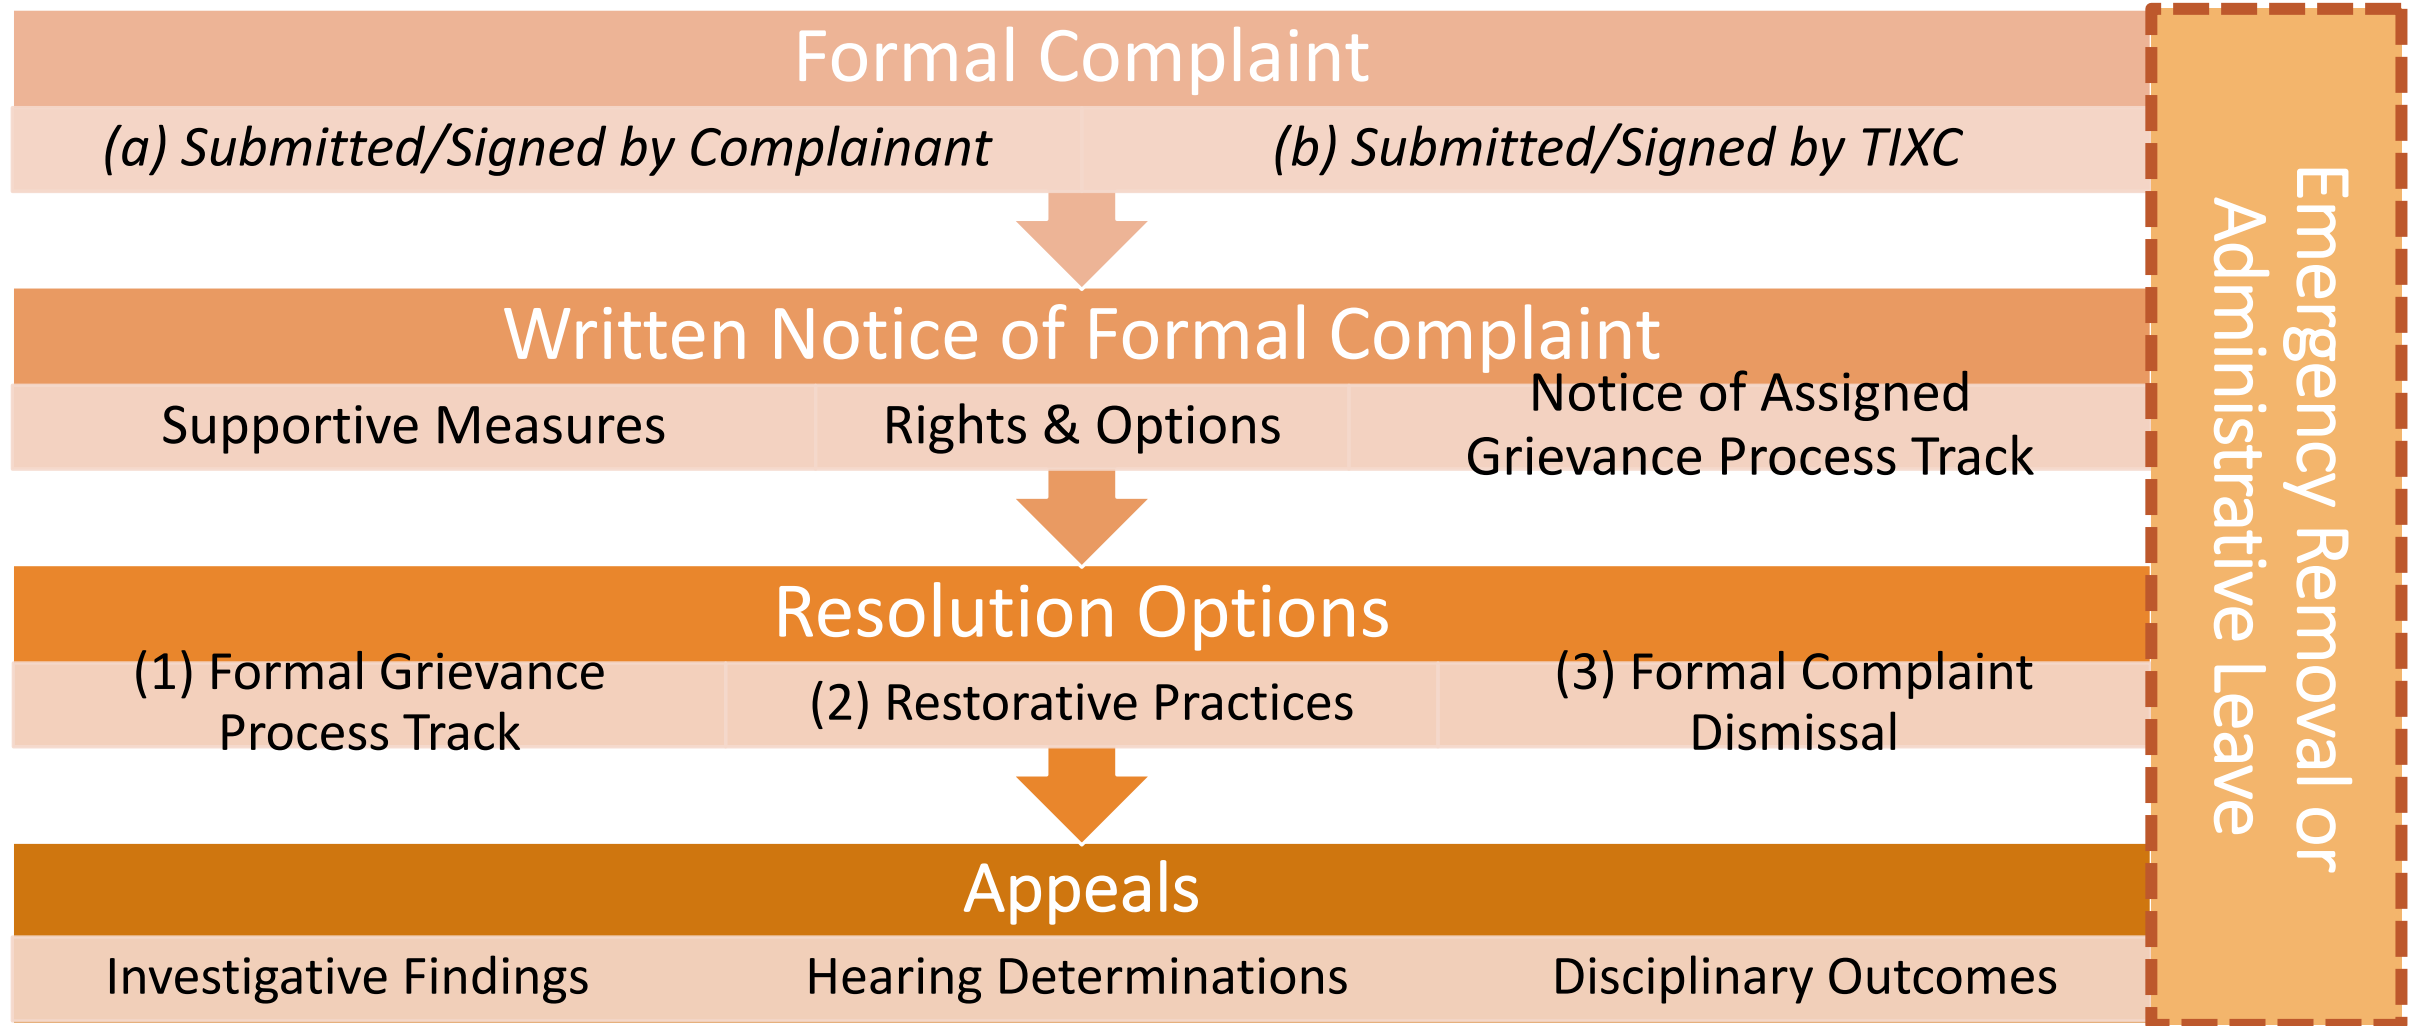 Formal Complaint
(a) Submitted/Signed by Complainant
(b) Submitted/Signed by TIXC
Written Notice of Formal Complaint
Supportive Measures
Rights & Options
Notice of Assigned
Grievance Process Track
Resolution Options
(1) Formal Grievance
Process Track
(2) Restorative Practices
(3) Formal Complaint
Dismissal
Appeals
Investigative Findings
Hearing Determinations
Disciplinary Outcomes
Emergency Removal or
Administrative Leave